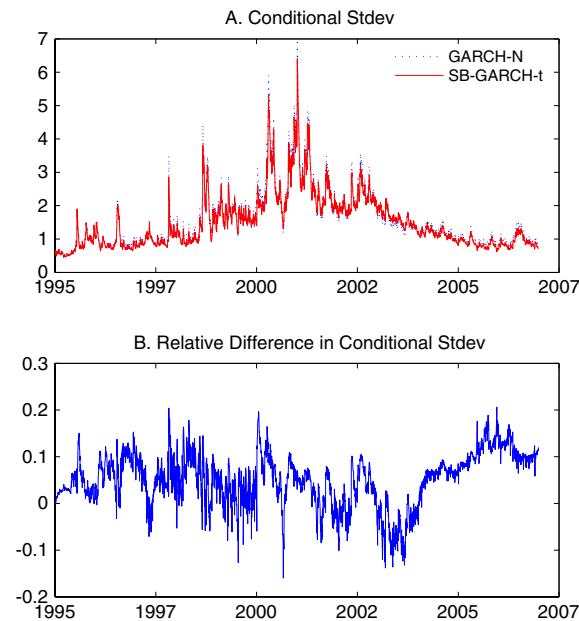 A. Conditional Stdev
7
6
5
4
3
2
1
0
GARCH-N
SB-GARCH-t
1995 1997 2000 2002 2005 2007
B. Relative Difference in Conditional Stdev
0.3
0.2
0.1
0
-0.1
-0.2
1995 1997 2000 2002 2005 2007